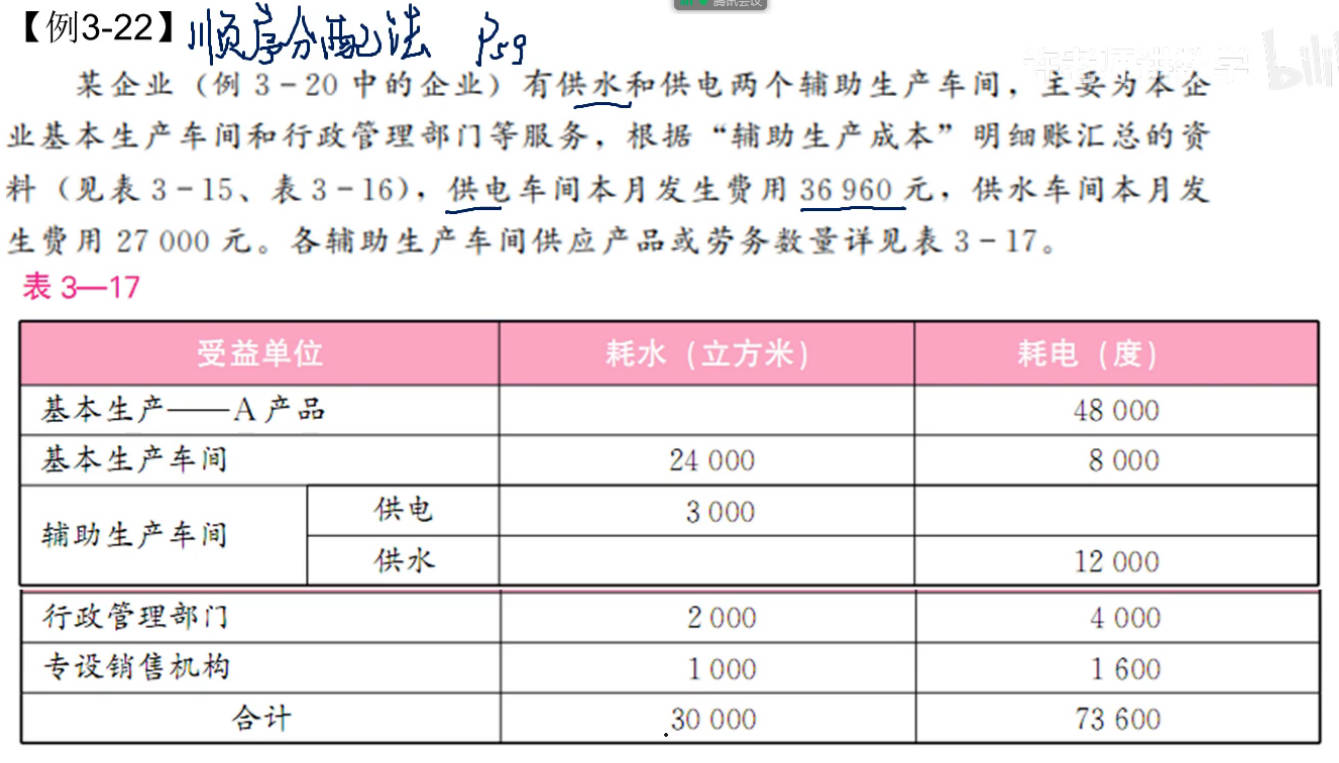 【例3-22】顺序分配法 P59
腾讯会议
某企业（例 3-20 中的企业）有供水和供电两个辅助生产车间，主要为本企
业基本生产车间和行政管理部门等服务，根据“辅助生产成本”明细账汇总的资
料（见表 3-15、表 3-16），供电车间本月发生费用 36 960 元，供水车间本月发
生费用 27 000 元。各辅助生产车间供应产品或劳务数量详见表 3-17。
表 3—17
受益单位 耗水（立方米） 耗电（度）
基本生产——A 产品 48 000
基本生产车间 24 000 8 000
辅助生产车间 供电 3 000
供水 12 000
行政管理部门 2 000 4 000
专设销售机构 1 000 1 600
合计 30 000 73 600